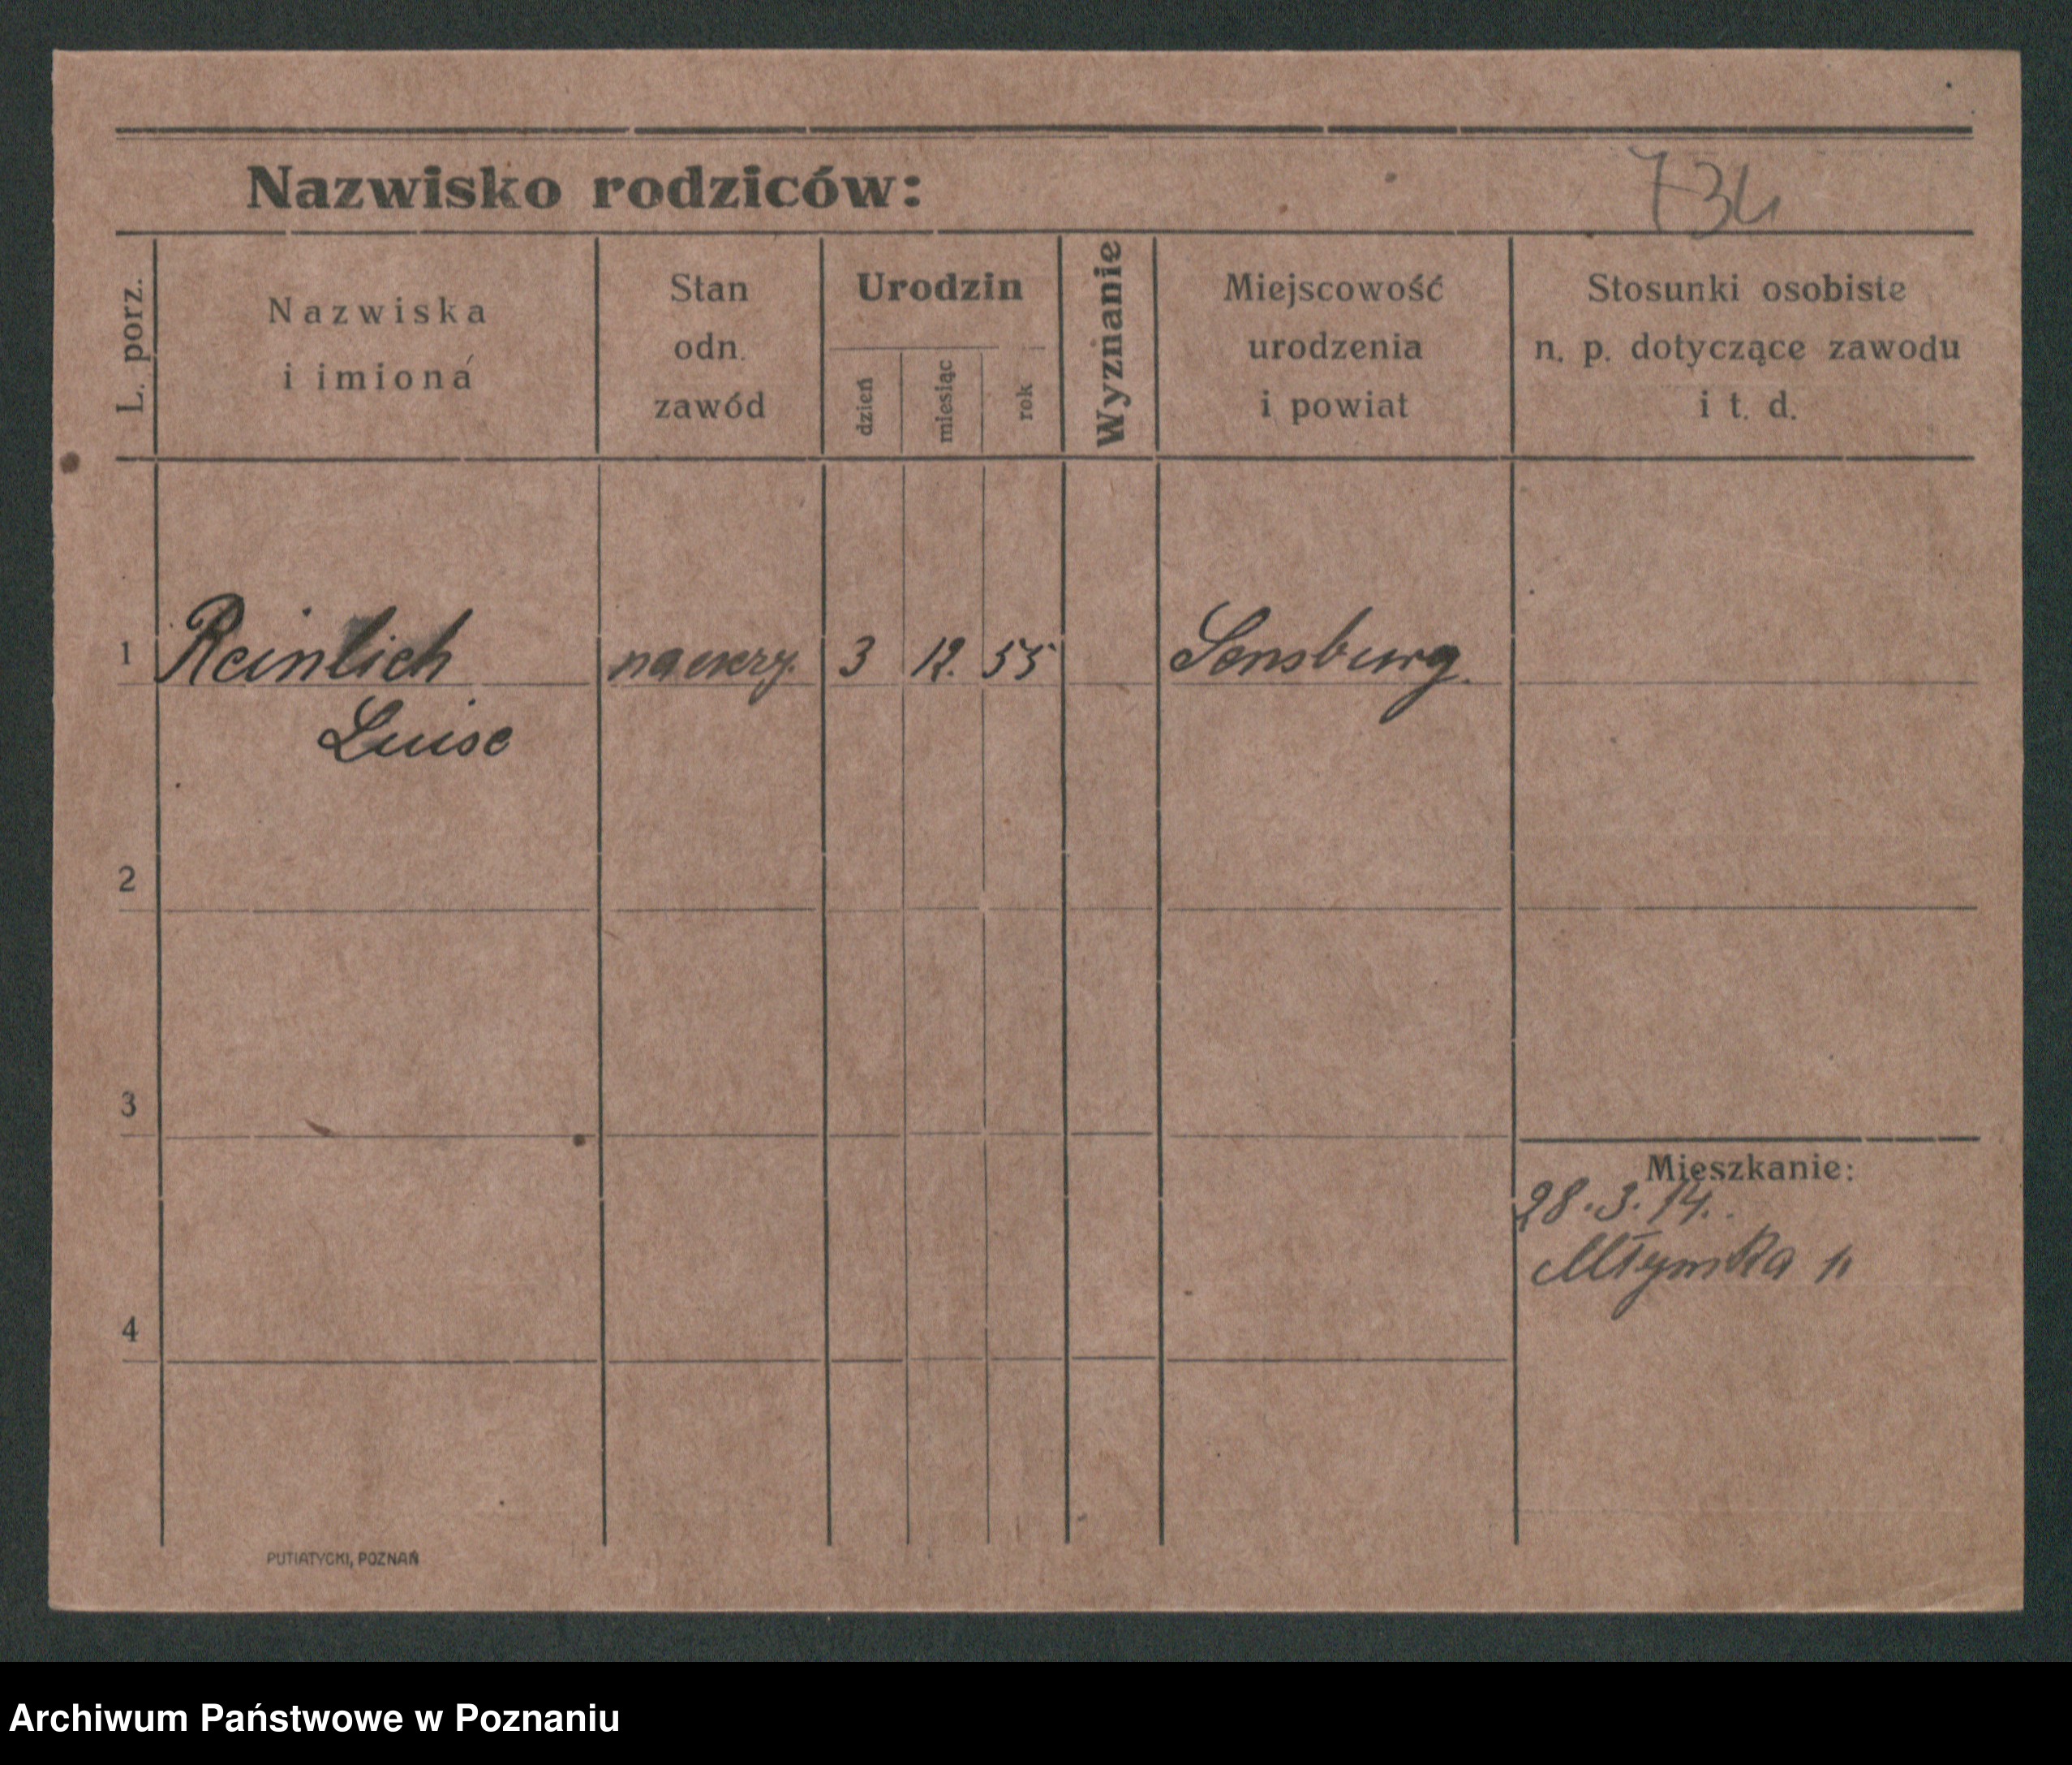 Nazwisko rodziców:
L. porz.
Nazwiska
i imiona
Stan
odn.
zawód
Urodzin
dzień
miesiąc
rok
Wyznanie
Miejscowość
urodzenia
i powiat
Stosunki osobiste
n. p. dotyczące zawodu
i t. d.
1 Reinlich naucz. 3 12. 55 Sensburg.
Luise
2
3
Mieszkanie:
28.3.14.
4
PUTIATYCKI, POZNAŃ
Archiwum Państwowe w Poznaniu